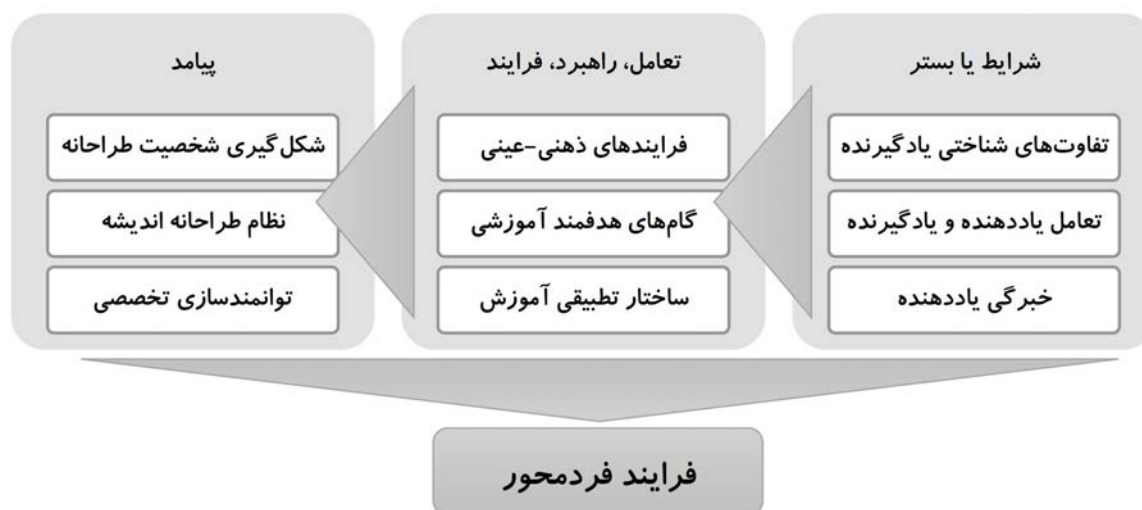 شرایط یا بستر
تفاوت‌های شناختی یادگیرنده
تعامل یاددهنده و یادگیرنده
خبرگی یاددهنده
تعامل، راهبرد، فرایند
فرایندهای ذهنی-عینی
گام‌های هدفمند آموزشی
ساختار تطبیقی آموزش
پیامد
شکل‌گیری شخصیت طراحانه
نظام طراحانه اندیشه
توانمندسازی تخصصی
فرایند فردمحور